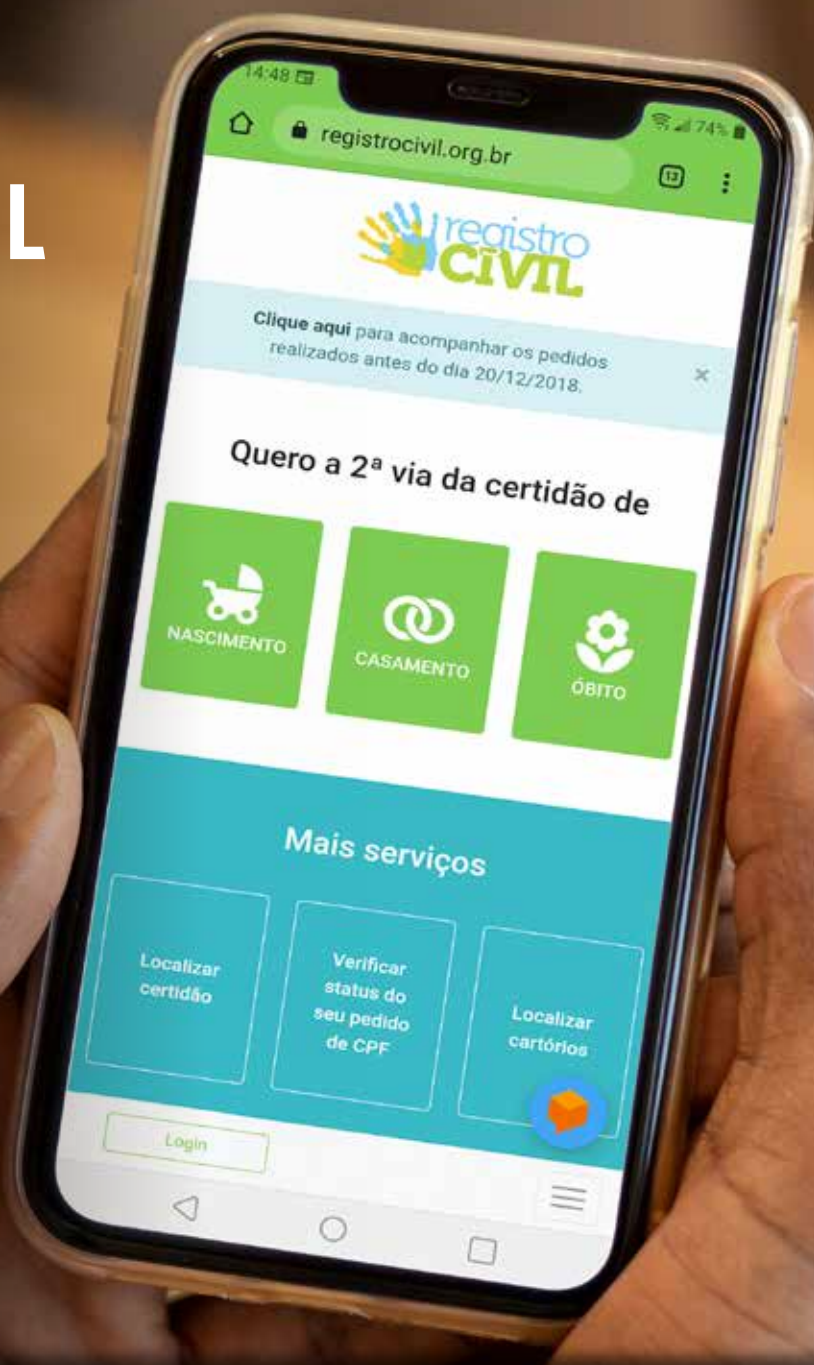 L
14:48
74%
registrocivil.org.br
13
registro
CIVIL
Clique aqui para acompanhar os pedidos
realizados antes do dia 20/12/2018.
×
Quero a 2ª via da certidão de
NASCIMENTO
CASAMENTO
ÓBITO
Mais serviços
Localizar
certidão
Verificar
status do
seu pedido
de CPF
Localizar
cartórios
Login